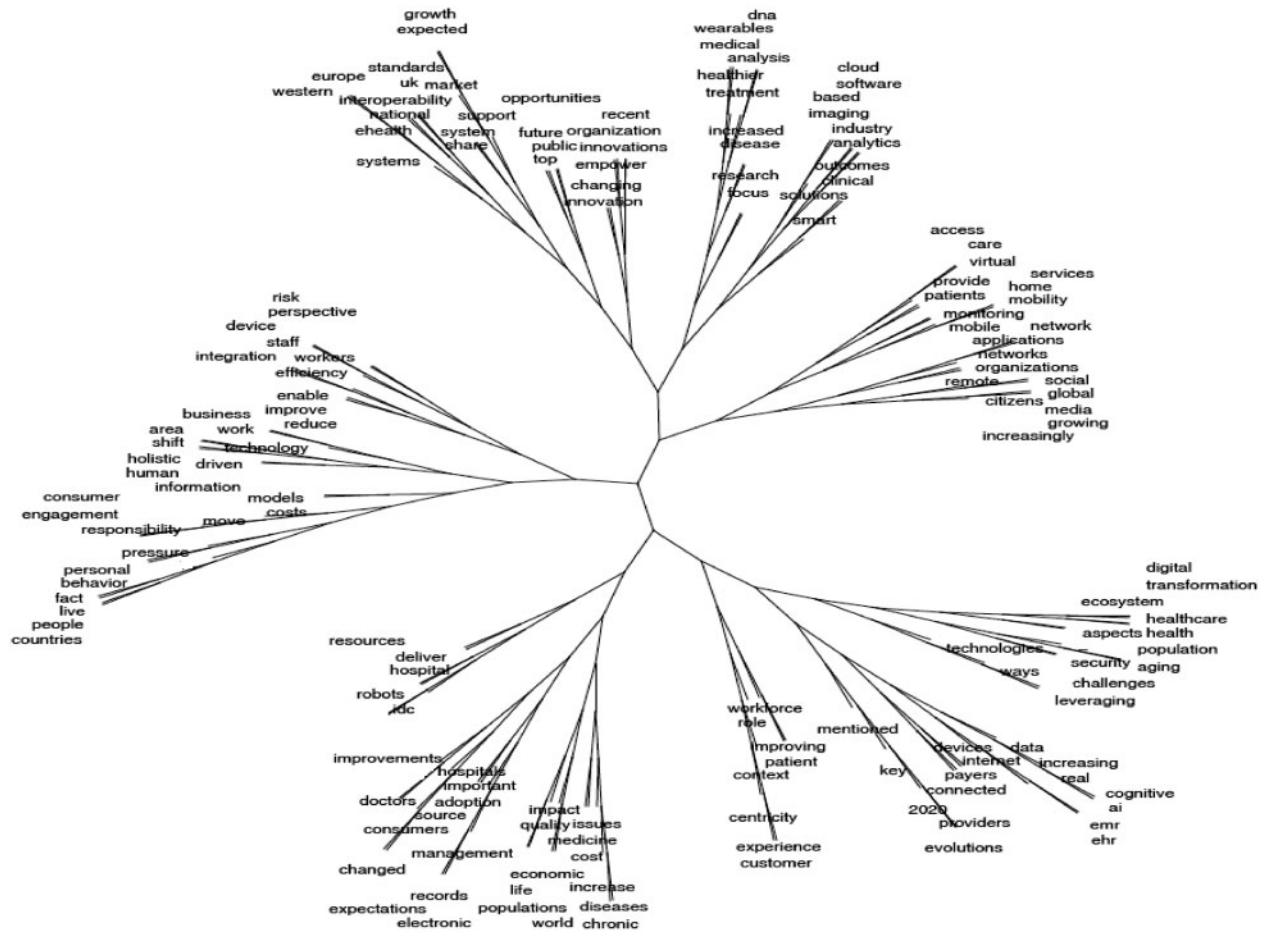 growth
expected
standards
europe
uk
market
western
interoperability
national
ehealth
system
share
systems
support
opportunities
future
public
top
recent
organization
innovations
empower
changing
innovation
dna
wearables
medical
analysis
healthier
treatment
increased
disease
research
focus
cloud
software
based
imaging
industry
analytics
outcomes
clinical
solutions
smart
access
care
virtual
provide
patients
services
home
mobility
monitoring
mobile
network
applications
networks
organizations
remote
social
global
citizens
media
growing
increasingly
risk
perspective
device
staff
integration
workers
efficiency
enable
improve
reduce
business
work
area
shift
technology
holistic
driven
human
information
consumer
models
costs
engagement
responsibility
move
pressure
personal
behavior
fact
live
people
countries
digital
transformation
ecosystem
healthcare
aspects
health
technologies
population
security
aging
ways
challenges
leveraging
resources
deliver
hospital
robots
idc
workforce
role
improving
patient
context
centricity
experience
customer
mentioned
key
devices
data
internet
increasing
payers
real
connected
cognitive
2020
ai
providers
emr
evolutions
ehr
improvements
hospitals
important
doctors
adoption
source
consumers
changed
management
records
expectations
electronic
impact
quality
issues
medicine
cost
economic
life
increase
populations
diseases
world
chronic